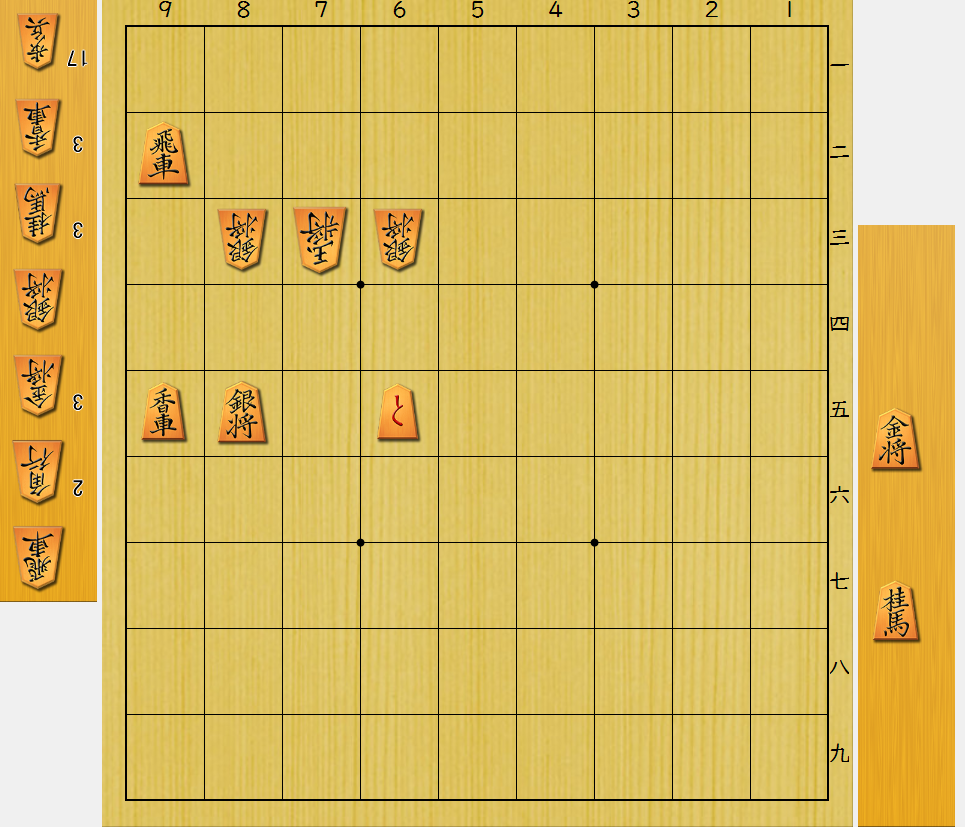 9 8 7 6 5 4 3 2 1
一
二
三
四
五
六
七
八
九
歩兵 17
香車 3
桂馬 3
銀将
金将 3
角行 2
飛車
飛車
銀将 玉将 銀将
香車 銀将 と
金将
桂馬